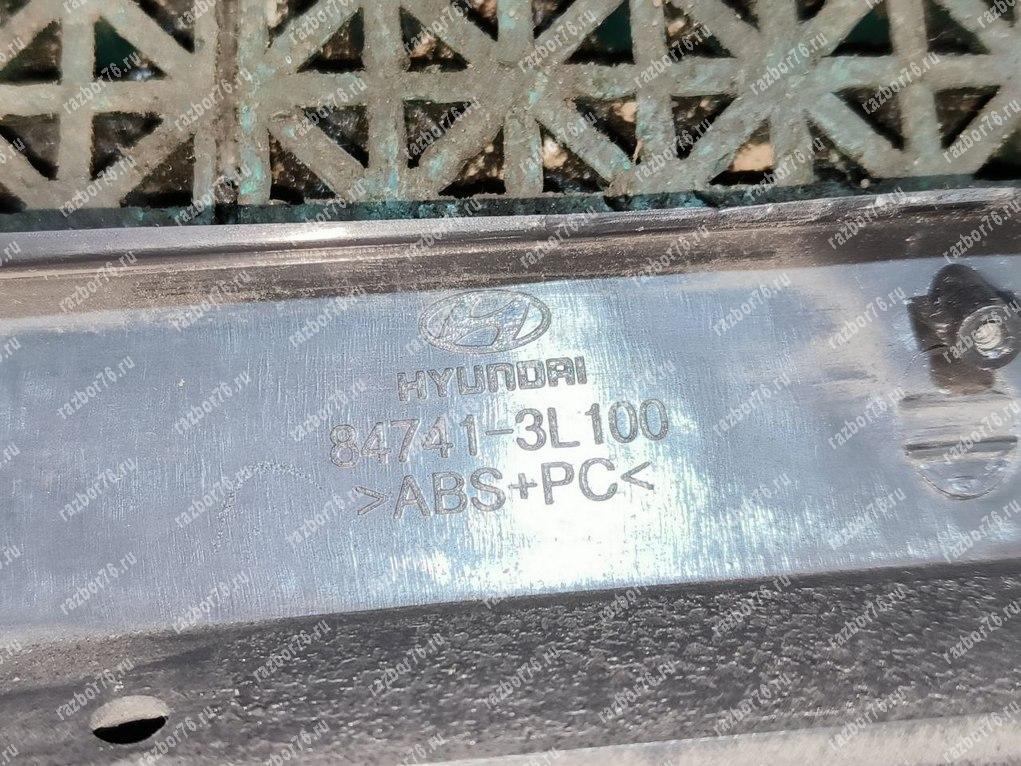 HYUNDAI
84741-3L100
>ABS+PC<
razbor76.ru